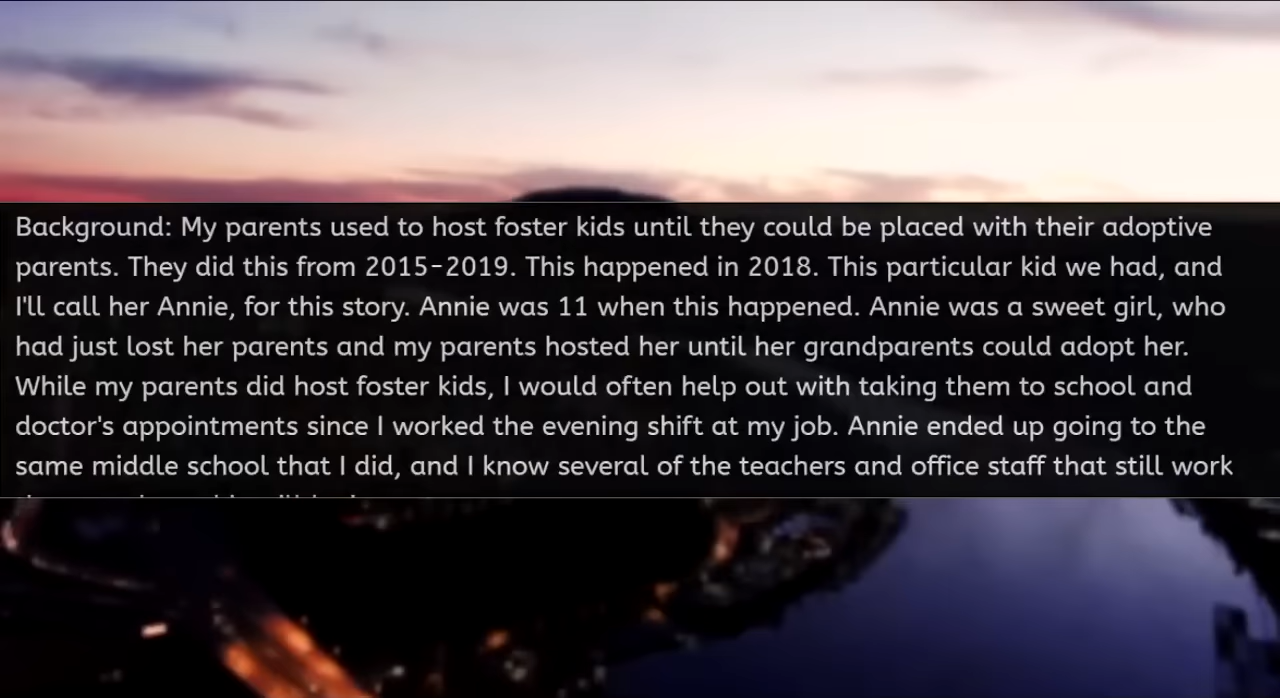 Background: My parents used to host foster kids until they could be placed with their adoptive
parents. They did this from 2015-2019. This happened in 2018. This particular kid we had, and
I'll call her Annie, for this story. Annie was 11 when this happened. Annie was a sweet girl, who
had just lost her parents and my parents hosted her until her grandparents could adopt her.
While my parents did host foster kids, I would often help out with taking them to school and
doctor's appointments since I worked the evening shift at my job. Annie ended up going to the
same middle school that I did, and I know several of the teachers and office staff that still work